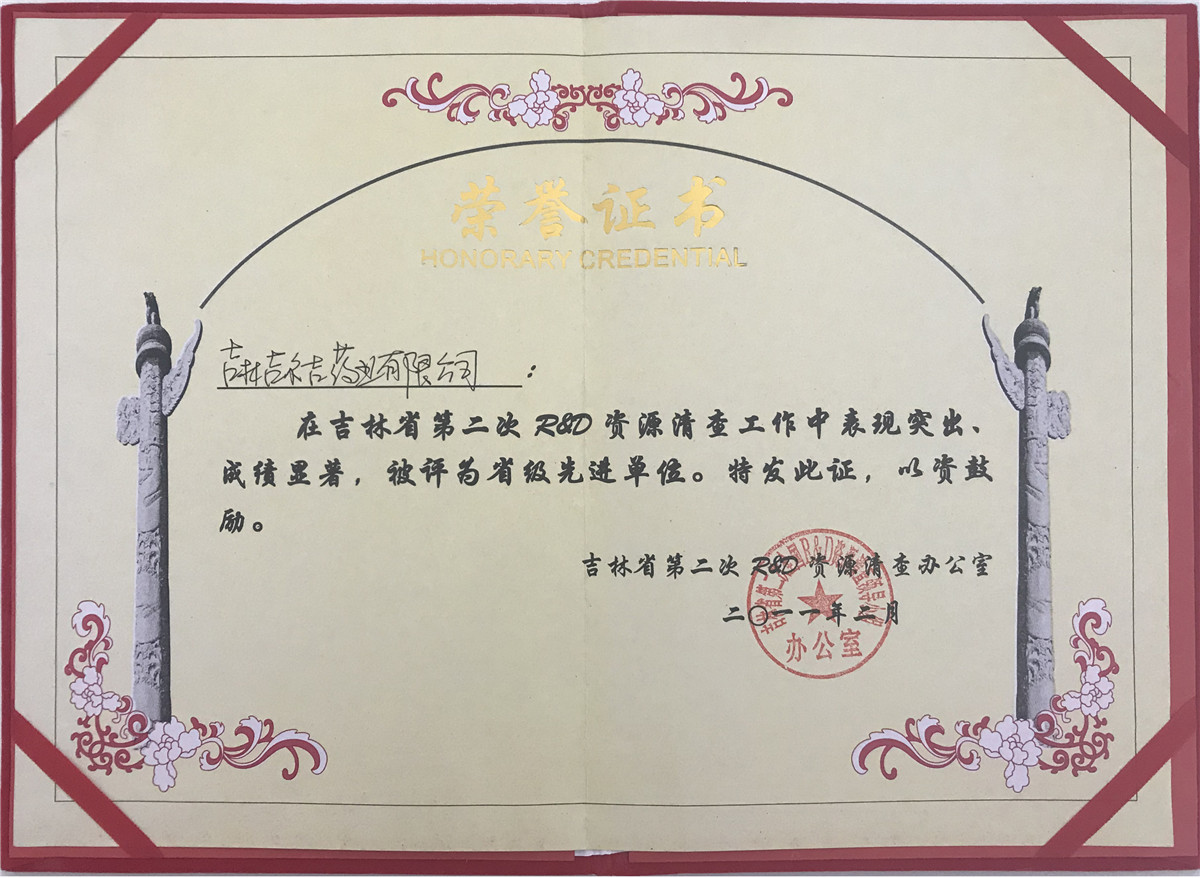 荣誉证书
HONORARY CREDENTIAL
吉林吉尔吉药业有限公司：
在吉林省第二次R&D资源清查工作中表现突出、
成绩显著，被评为省级先进单位。特发此证，以资鼓
励。
吉林省第二次R&D资源清查办公室
二〇一一年二月
办公室